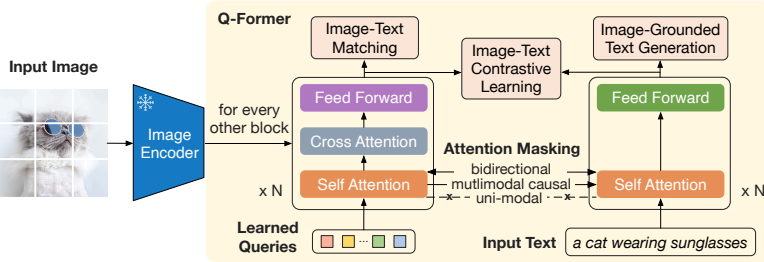 Q-Former
Image-Text
Matching
Image-Text
Contrastive
Learning
Image-Grounded
Text Generation
Input Image
Image
Encoder
for every
other block
Feed Forward
Cross Attention
Self Attention
x N
Attention Masking
bidirectional
mutlimodal causal
uni-modal
x
x
Feed Forward
Self Attention
x N
Learned
Queries
...
Input Text
a cat wearing sunglasses